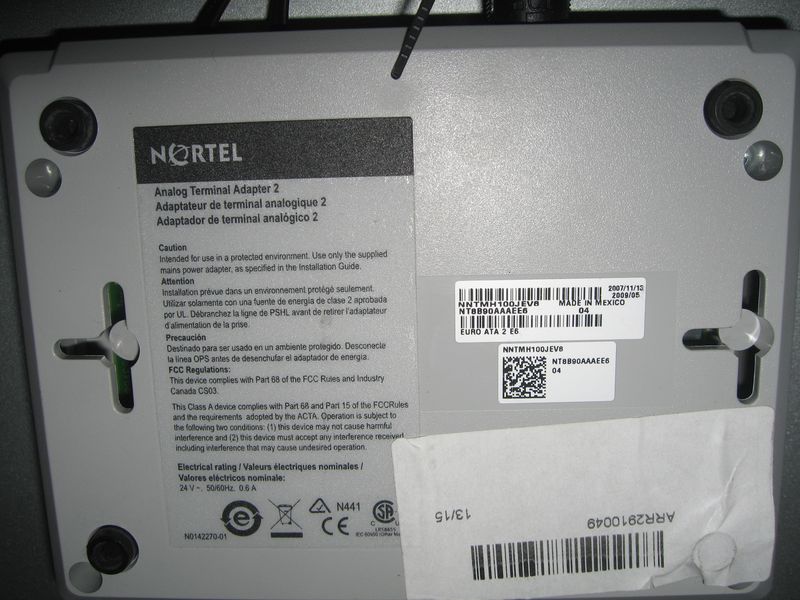 NORTEL
Analog Terminal Adapter 2
Adaptateur de terminal analogique 2
Adaptador de terminal analógico 2
Caution
Intended for use in a protected environment. Use only the supplied
mains power adapter, as specified in the Installation Guide.
Attention
Installation prévue dans un environnement protégé seulement.
Utilizar solamente con una fuente de energia de clase 2 aprobada
por UL. Débranchez la ligne de PSHL avant de retirer l'adaptateur
d'alimentation de la prise.
Precaución
Destinado para ser usado en un ambiente protegido. Desconecte
la línea OPS antes de desenchufar el adaptador de energia.
FCC Regulations:
This device complies with Part 68 of the FCC Rules and Industry
Canada CS03.
This Class A device complies with Part 68 and Part 15 of the FCCRules
and the requirements adopted by the ACTA. Operation is subject to
the following two conditions: (1) this device may not cause harmful
interference and (2) this device must accept any interference received,
including interference that may cause undesired operation.
Electrical rating / Valeurs électriques nominales /
Valores eléctricos nominales:
24 V ~, 50/60Hz, 0.6 A
N441
CE
N0142270-01
2007/11/13
2009/05
NNTMH100JEV6 MADE IN MEXICO
NT8B90AAAEE6 04
EURO ATA 2 E6
NNTMH100JEV6
NT8B90AAAEE6
04
ARR2910049
13/15